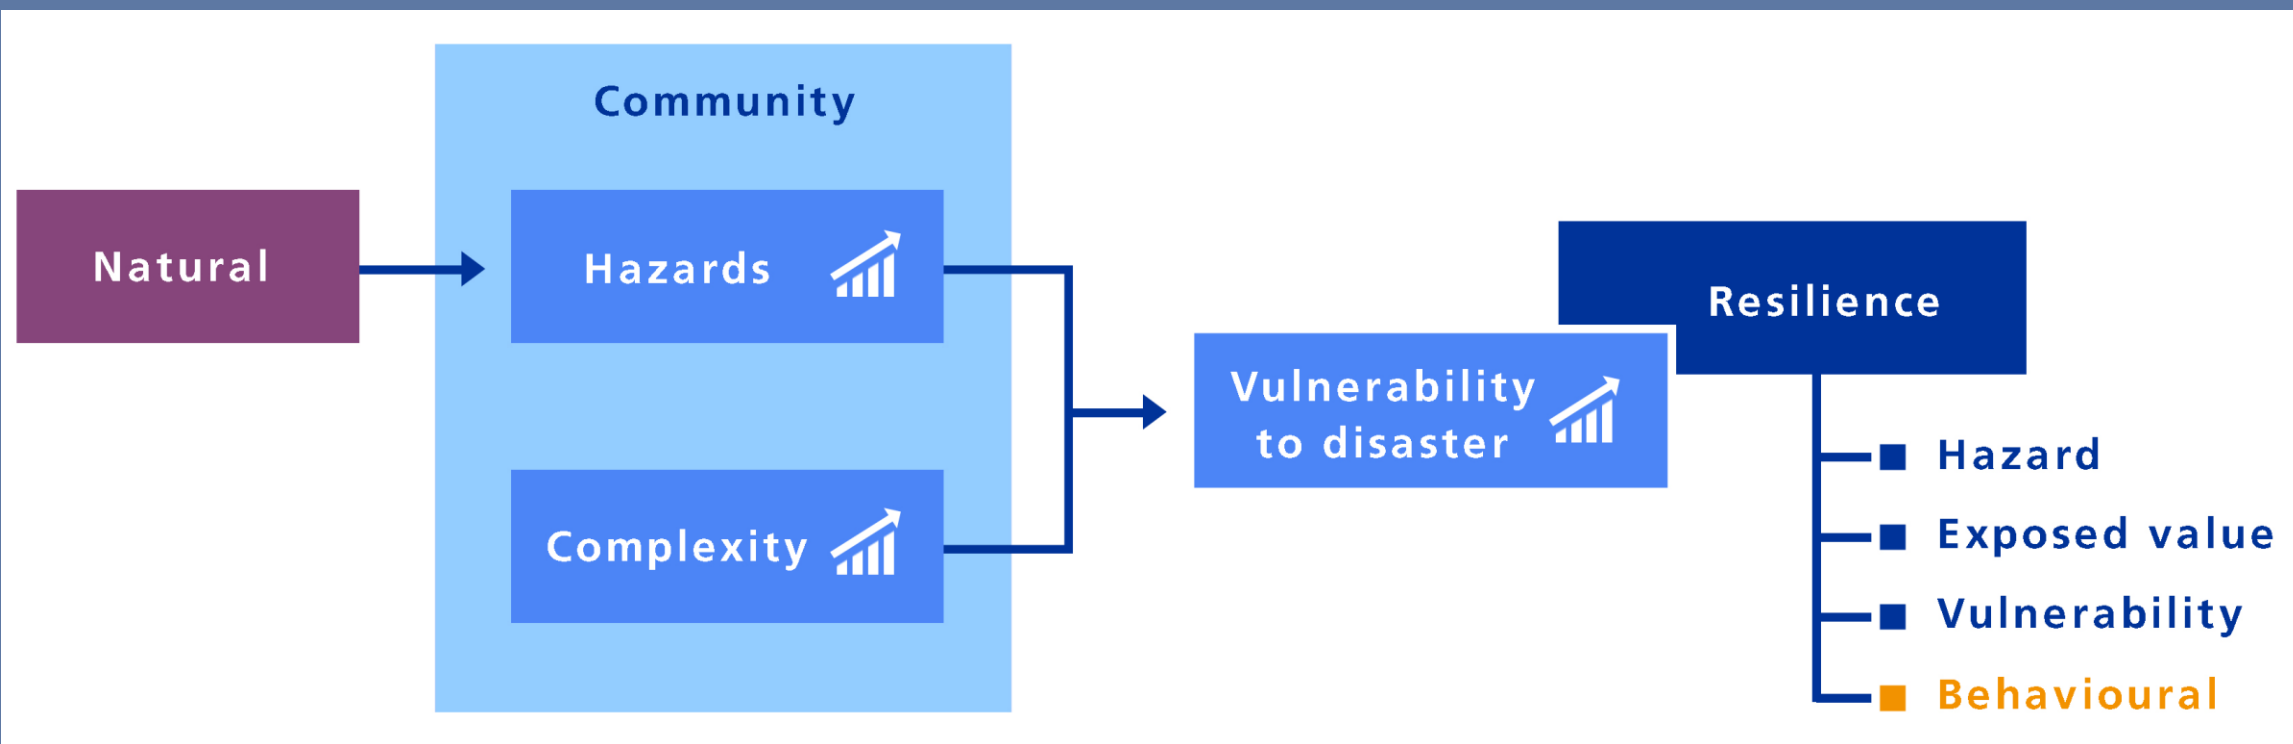 Community
Natural
Hazards
Complexity
Vulnerability
to disaster
Resilience
Hazard
Exposed value
Vulnerability
Behavioural